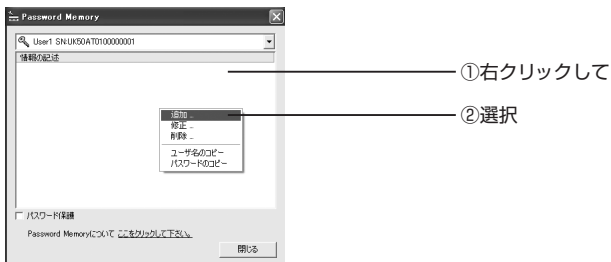 Password Memory
User1 SN:UK50AT0100000001
情報の記述
①右クリックして
追加 ...
②選択
修正 ...
削除 ...
ユーザ名のコピー
パスワードのコピー
パスワード保護
Password Memoryについて ここをクリックして下さい。
閉じる